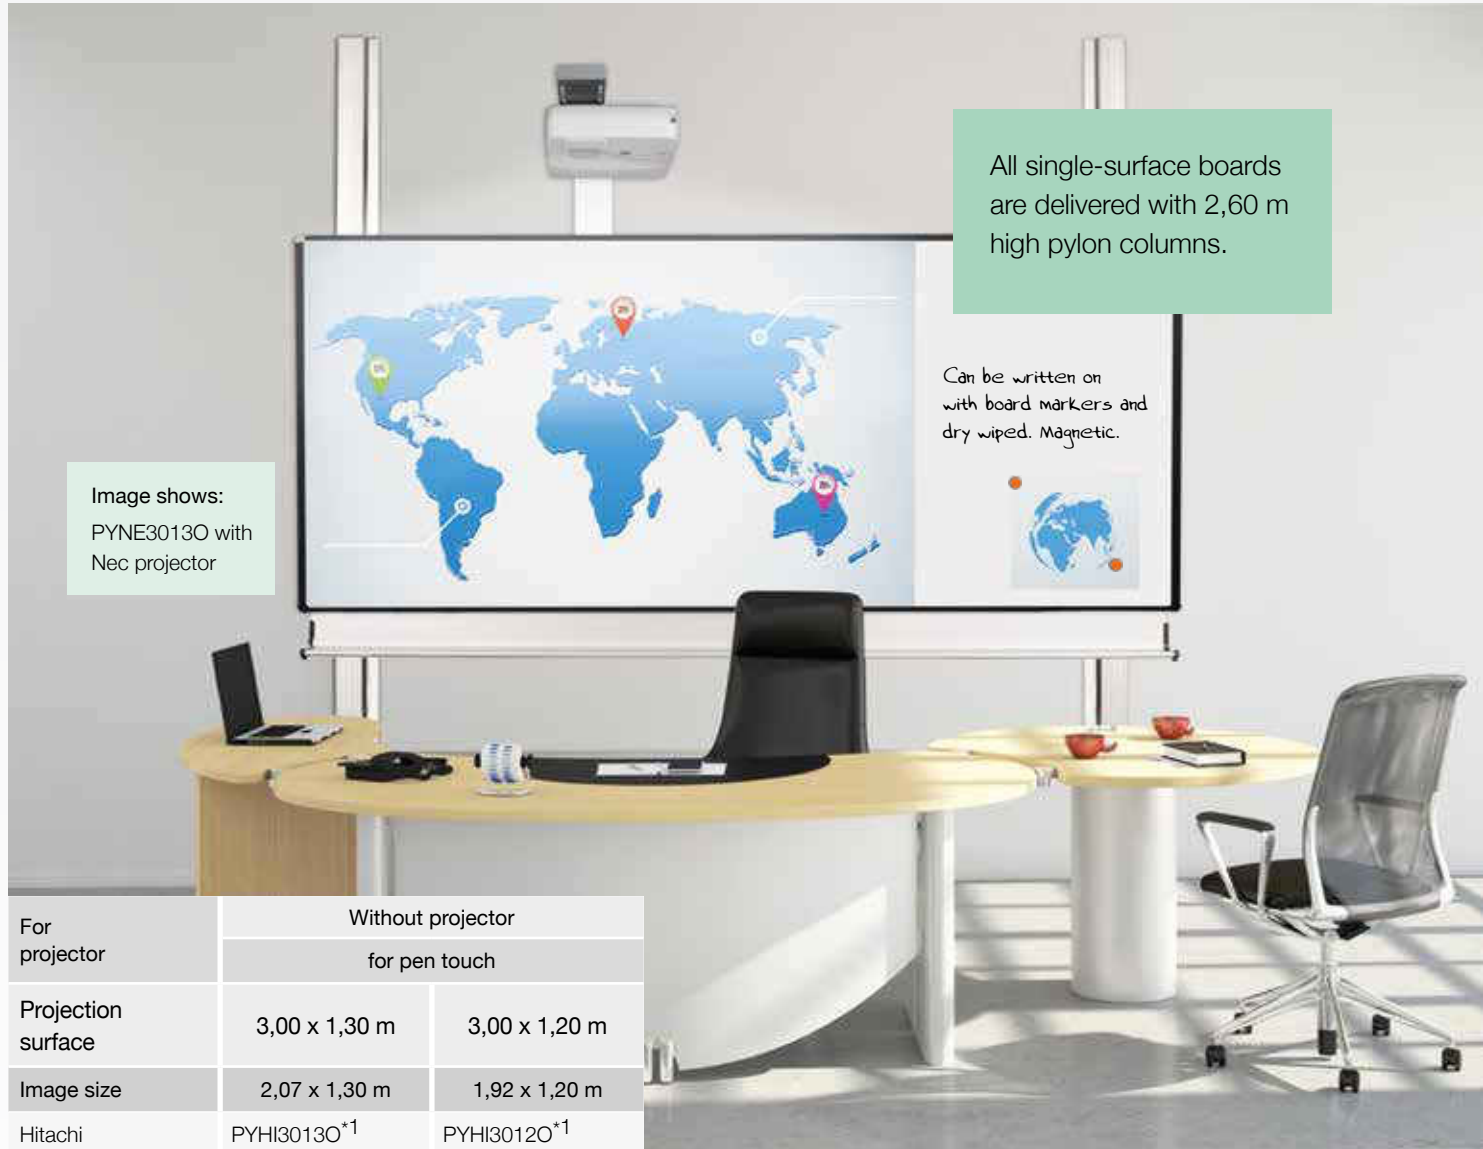 All single-surface boards
are delivered with 2,60 m
high pylon columns.
Can be written on
with board markers and
dry wiped. Magnetic.
Image shows:
PYNE3013O with
Nec projector
For
projector
Without projector
for pen touch
Projection
surface
3,00 x 1,30 m
3,00 x 1,20 m
Image size
2,07 x 1,30 m
1,92 x 1,20 m
Hitachi
PYHI3013O*1
PYHI3012O*1